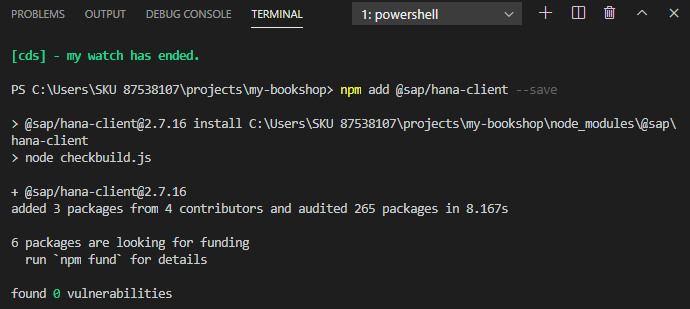 PROBLEMS OUTPUT DEBUG CONSOLE TERMINAL 1: powershell
[cds] - my watch has ended.
PS C:\Users\SKU 87538107\projects\my-bookshop> npm add @sap/hana-client --save
> @sap/hana-client@2.7.16 install C:\Users\SKU 87538107\projects\my-bookshop\node_modules\@sap\
hana-client
> node checkbuild.js
+ @sap/hana-client@2.7.16
added 3 packages from 4 contributors and audited 265 packages in 8.167s
6 packages are looking for funding
  run `npm fund` for details
found 0 vulnerabilities